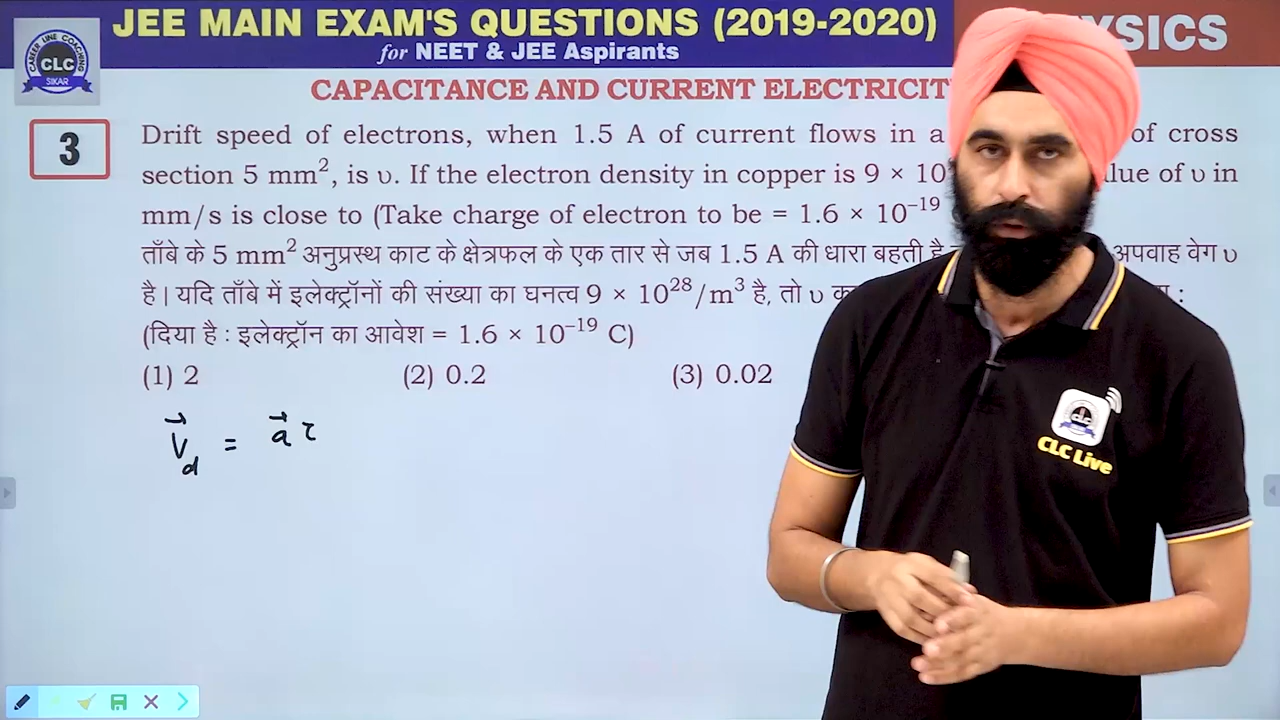 JEE MAIN EXAM'S QUESTIONS (2019-2020)
for NEET & JEE Aspirants
YSICS
CAREER LINE COACHING
CLC
SIKAR
CAPACITANCE AND CURRENT ELECTRICIT
3
Drift speed of electrons, when 1.5 A of current flows in a of cross
section 5 mm², is υ. If the electron density in copper is 9 × 10 lue of υ in
mm/s is close to (Take charge of electron to be = 1.6 × 10⁻¹⁹
ताँबे के 5 mm² अनुप्रस्थ काट के क्षेत्रफल के एक तार से जब 1.5 A की धारा बहती है अपवाह वेग υ
है। यदि ताँबे में इलेक्ट्रॉनों की संख्या का घनत्व 9 × 10²⁸/m³ है, तो υ का :
(दिया है : इलेक्ट्रॉन का आवेश = 1.6 × 10⁻¹⁹ C)
(1) 2 (2) 0.2 (3) 0.02
v⃗d = a⃗ τ
CLC
CLC Live